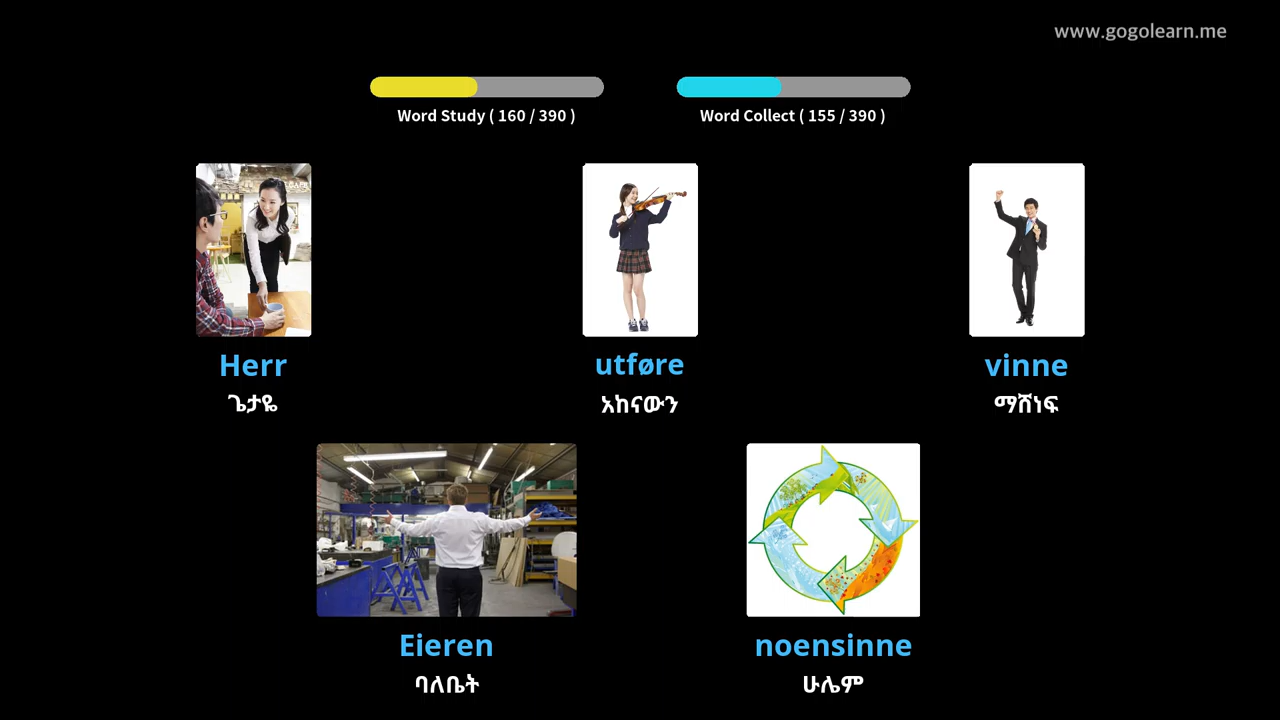 www.gogolearn.me
Word Study ( 160 / 390 )
Word Collect ( 155 / 390 )
Herr
ጌታዬ
utføre
አከናውን
vinne
ማሸነፍ
Eieren
ባለቤት
noensinne
ሁሌም